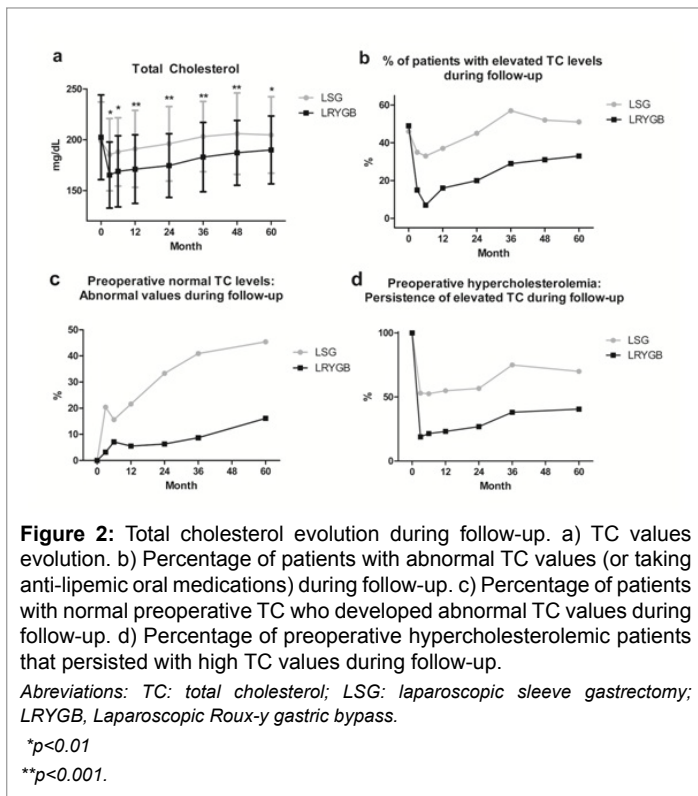 a
Total Cholesterol
250
200
150
mg/dL
* * ** ** ** ** *
0 12 24 36 48 60
Month
LSG
LRYGB
b
% of patients with elevated TC levels
during follow-up
60
40
20
0
%
0 12 24 36 48 60
Month
LSG
LRYGB
c
Preoperative normal TC levels:
Abnormal values during follow-up
50
40
30
20
10
0
%
0 12 24 36 48 60
Month
LSG
LRYGB
d
Preoperative hypercholesterolemia:
Persistence of elevated TC during follow-up
100
50
0
%
0 12 24 36 48 60
Month
LSG
LRYGB
Figure 2: Total cholesterol evolution during follow-up. a) TC values
evolution. b) Percentage of patients with abnormal TC values (or taking
anti-lipemic oral medications) during follow-up. c) Percentage of patients
with normal preoperative TC who developed abnormal TC values during
follow-up. d) Percentage of preoperative hypercholesterolemic patients
that persisted with high TC values during follow-up.
Abreviations: TC: total cholesterol; LSG: laparoscopic sleeve gastrectomy;
LRYGB, Laparoscopic Roux-y gastric bypass.
*p<0.01
**p<0.001.